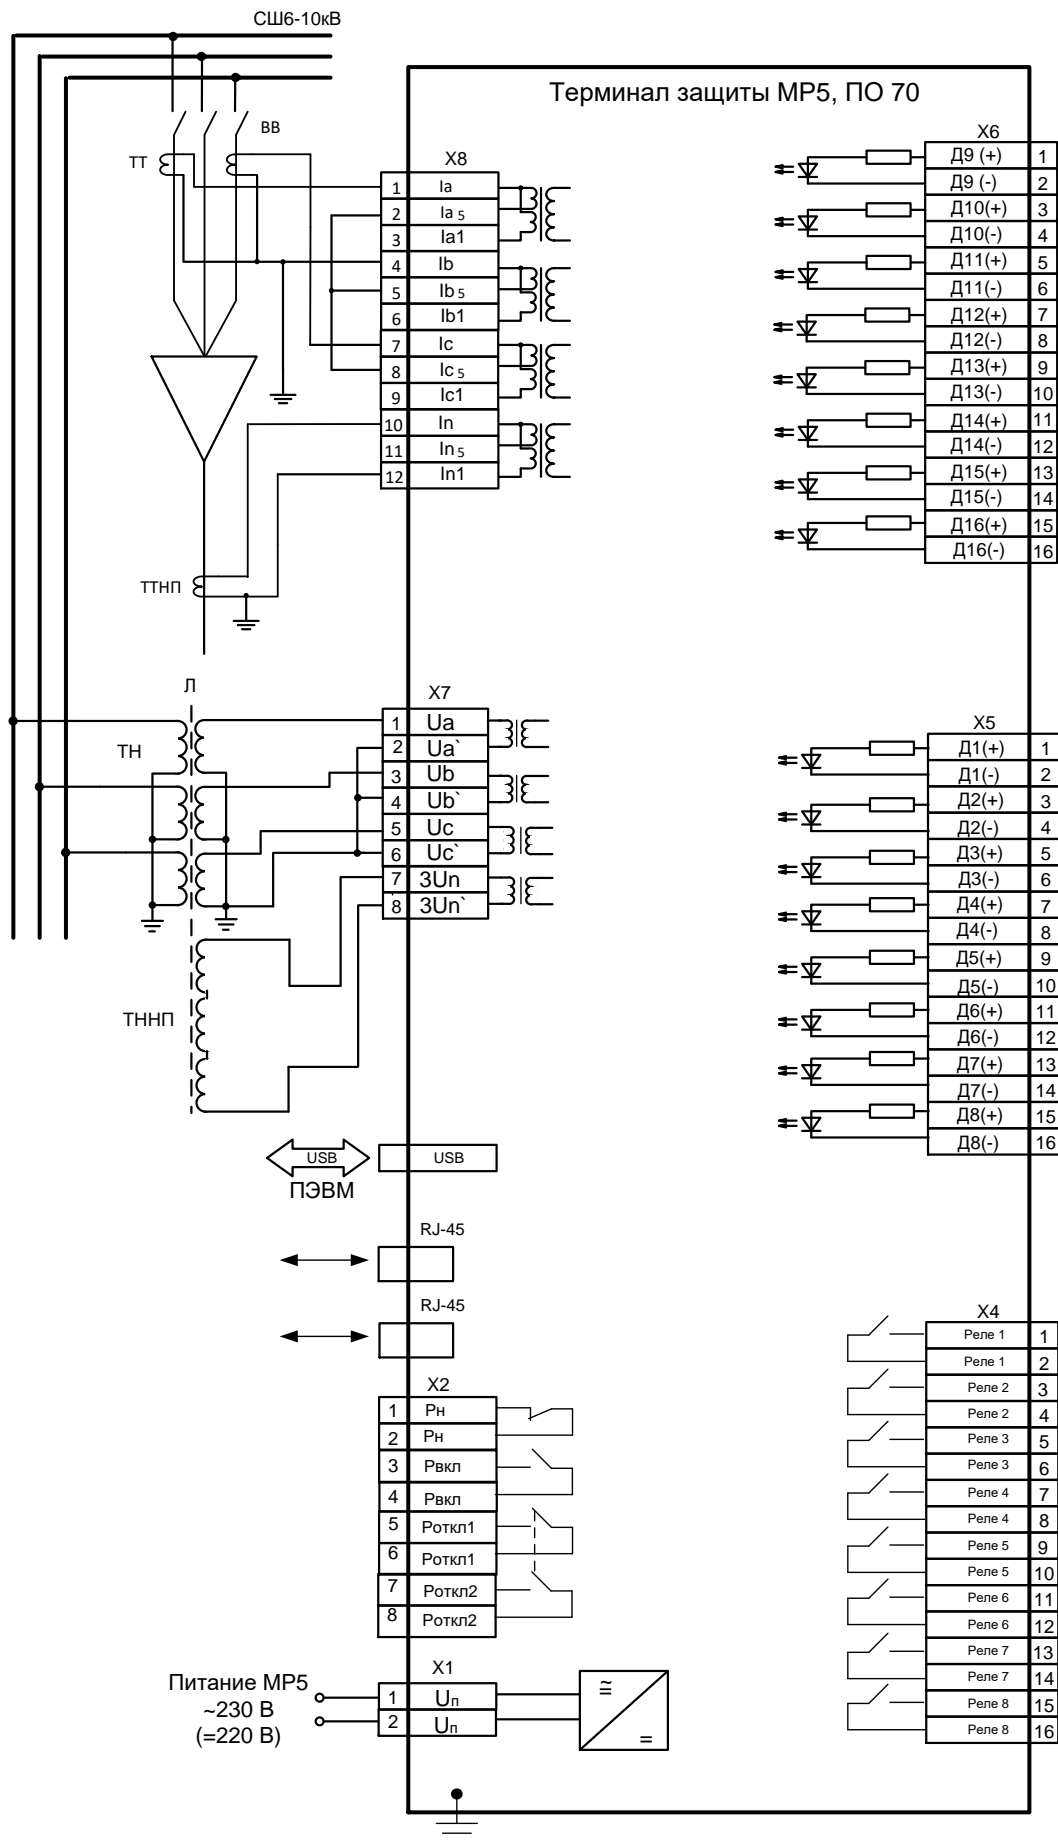 СШ6-10кВ
Терминал защиты МР5, ПО 70
ВВ
ТТ
X8
1 Ia
2 Ia 5
3 Ia1
4 Ib
5 Ib 5
6 Ib1
7 Ic
8 Ic 5
9 Ic1
10 In
11 In 5
12 In1
ТТНП
X6
Д9 (+) 1
Д9 (-) 2
Д10(+) 3
Д10(-) 4
Д11(+) 5
Д11(-) 6
Д12(+) 7
Д12(-) 8
Д13(+) 9
Д13(-) 10
Д14(+) 11
Д14(-) 12
Д15(+) 13
Д15(-) 14
Д16(+) 15
Д16(-) 16
Л
ТН
X7
1 Ua
2 Ua`
3 Ub
4 Ub`
5 Uc
6 Uc`
7 3Un
8 3Un`
ТННП
X5
Д1(+) 1
Д1(-) 2
Д2(+) 3
Д2(-) 4
Д3(+) 5
Д3(-) 6
Д4(+) 7
Д4(-) 8
Д5(+) 9
Д5(-) 10
Д6(+) 11
Д6(-) 12
Д7(+) 13
Д7(-) 14
Д8(+) 15
Д8(-) 16
USB
USB
ПЭВМ
RJ-45
RJ-45
X2
1 Рн
2 Рн
3 Рвкл
4 Рвкл
5 Роткл1
6 Роткл1
7 Роткл2
8 Роткл2
X4
Реле 1 1
Реле 1 2
Реле 2 3
Реле 2 4
Реле 3 5
Реле 3 6
Реле 4 7
Реле 4 8
Реле 5 9
Реле 5 10
Реле 6 11
Реле 6 12
Реле 7 13
Реле 7 14
Реле 8 15
Реле 8 16
Питание МР5
~230 В
(=220 В)
X1
1 Uп
2 Uп
≅
=